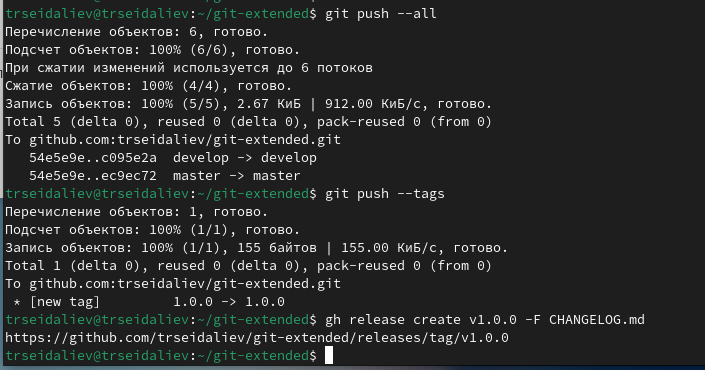 trseidaliev@trseidaliev:~/git-extended$ git push --all
Перечисление объектов: 6, готово.
Подсчет объектов: 100% (6/6), готово.
При сжатии изменений используется до 6 потоков
Сжатие объектов: 100% (4/4), готово.
Запись объектов: 100% (5/5), 2.67 КиБ | 912.00 КиБ/с, готово.
Total 5 (delta 0), reused 0 (delta 0), pack-reused 0 (from 0)
To github.com:trseidaliev/git-extended.git
   54e5e9e..c095e2a  develop -> develop
   54e5e9e..ec9ec72  master -> master
trseidaliev@trseidaliev:~/git-extended$ git push --tags
Перечисление объектов: 1, готово.
Подсчет объектов: 100% (1/1), готово.
Запись объектов: 100% (1/1), 155 байтов | 155.00 КиБ/с, готово.
Total 1 (delta 0), reused 0 (delta 0), pack-reused 0 (from 0)
To github.com:trseidaliev/git-extended.git
 * [new tag]         1.0.0 -> 1.0.0
trseidaliev@trseidaliev:~/git-extended$ gh release create v1.0.0 -F CHANGELOG.md
https://github.com/trseidaliev/git-extended/releases/tag/v1.0.0
trseidaliev@trseidaliev:~/git-extended$